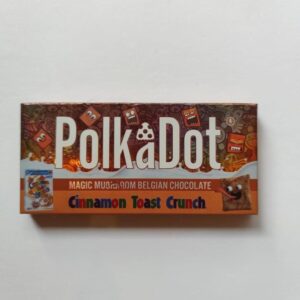 PolkaDot
MAGIC MUSHROOM BELGIAN CHOCOLATE
Cinnamon Toast Crunch